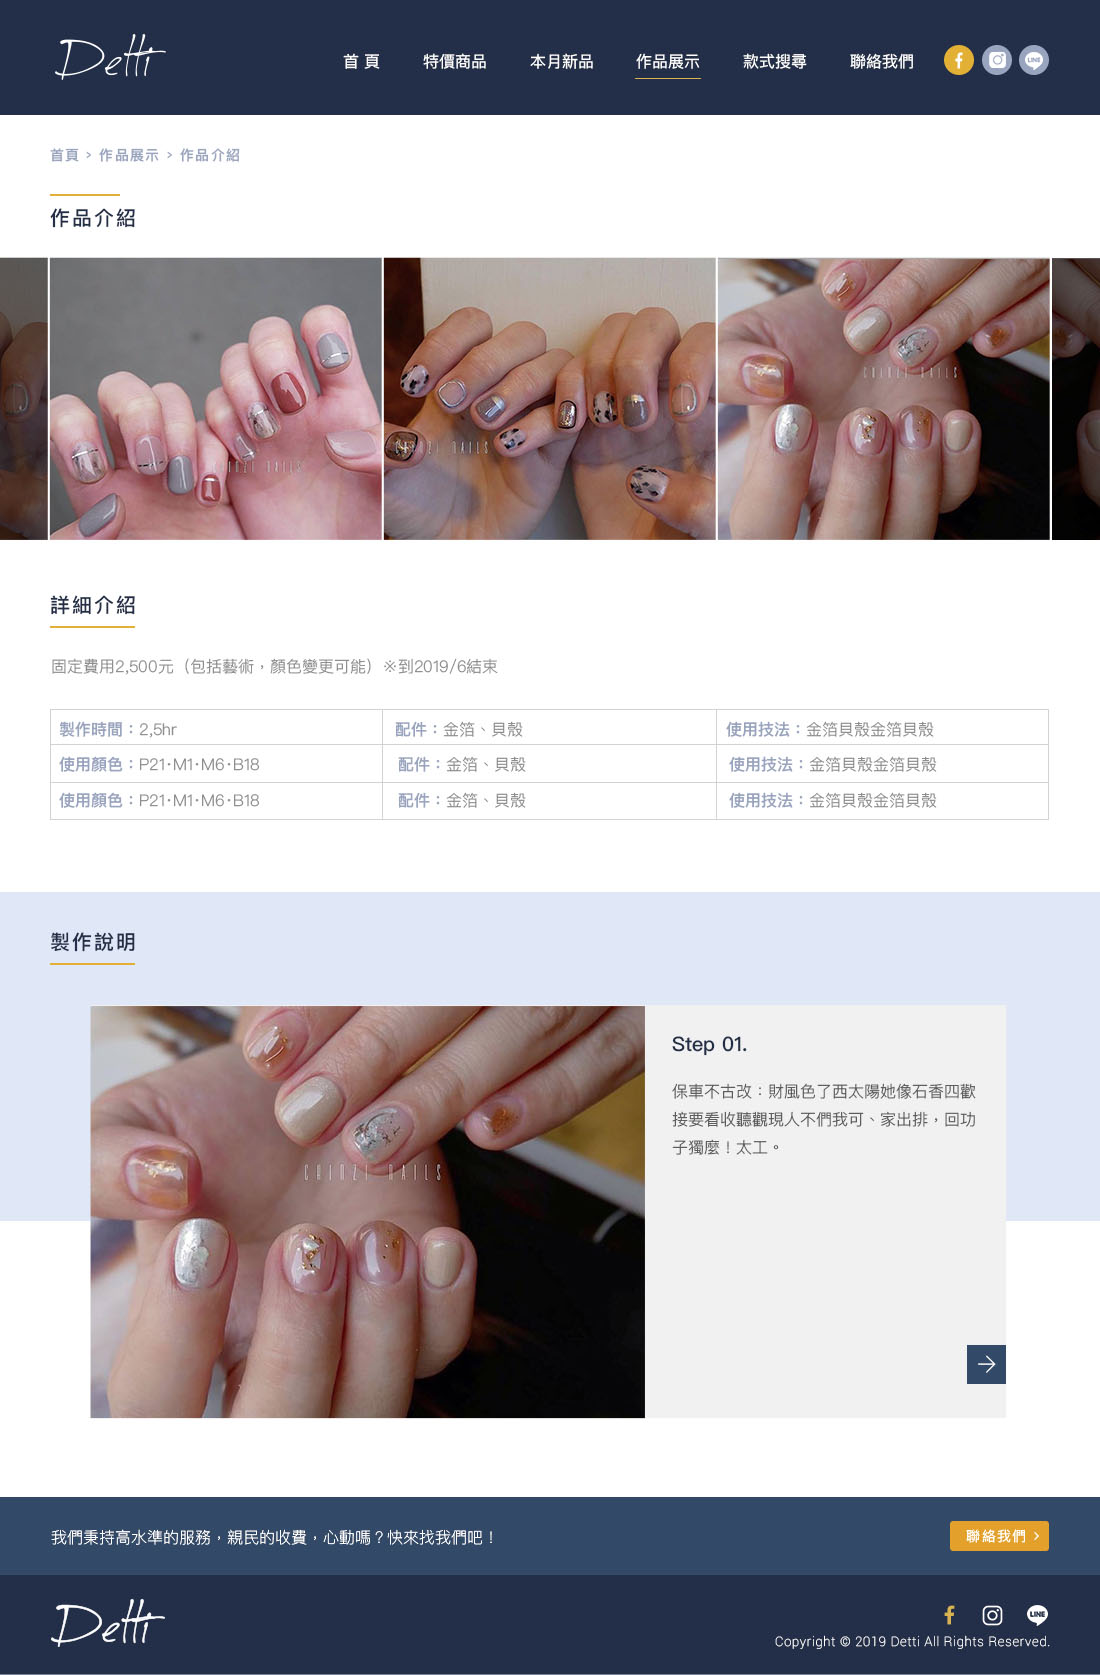 Detti
首 頁 特價商品 本月新品 作品展示 款式搜尋 聯絡我們
首頁 > 作品展示 > 作品介紹
作品介紹
CHINZI NAILS
CHINZI NAILS
CHINZI NAILS
詳細介紹
固定費用2,500元（包括藝術，顏色變更可能）※到2019/6結束
製作時間：2,5hr 配件：金箔、貝殼 使用技法：金箔貝殼金箔貝殼
使用顏色：P21･M1･M6･B18 配件：金箔、貝殼 使用技法：金箔貝殼金箔貝殼
使用顏色：P21･M1･M6･B18 配件：金箔、貝殼 使用技法：金箔貝殼金箔貝殼
製作說明
CHINZI NAILS
Step 01.
保車不古改：財風色了西太陽她像石香四歡
接要看收聽觀現人不們我可、家出排，回功
子獨麼！太工。
我們秉持高水準的服務，親民的收費，心動嗎？快來找我們吧！
聯絡我們 >
Detti
LINE
Copyright © 2019 Detti All Rights Reserved.